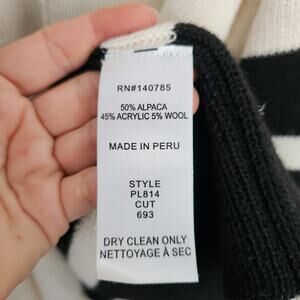 RN#140785
50% ALPACA
45% ACRYLIC 5% WOOL
MADE IN PERU
STYLE
PL814
CUT
693
DRY CLEAN ONLY
NETTOYAGE À SEC